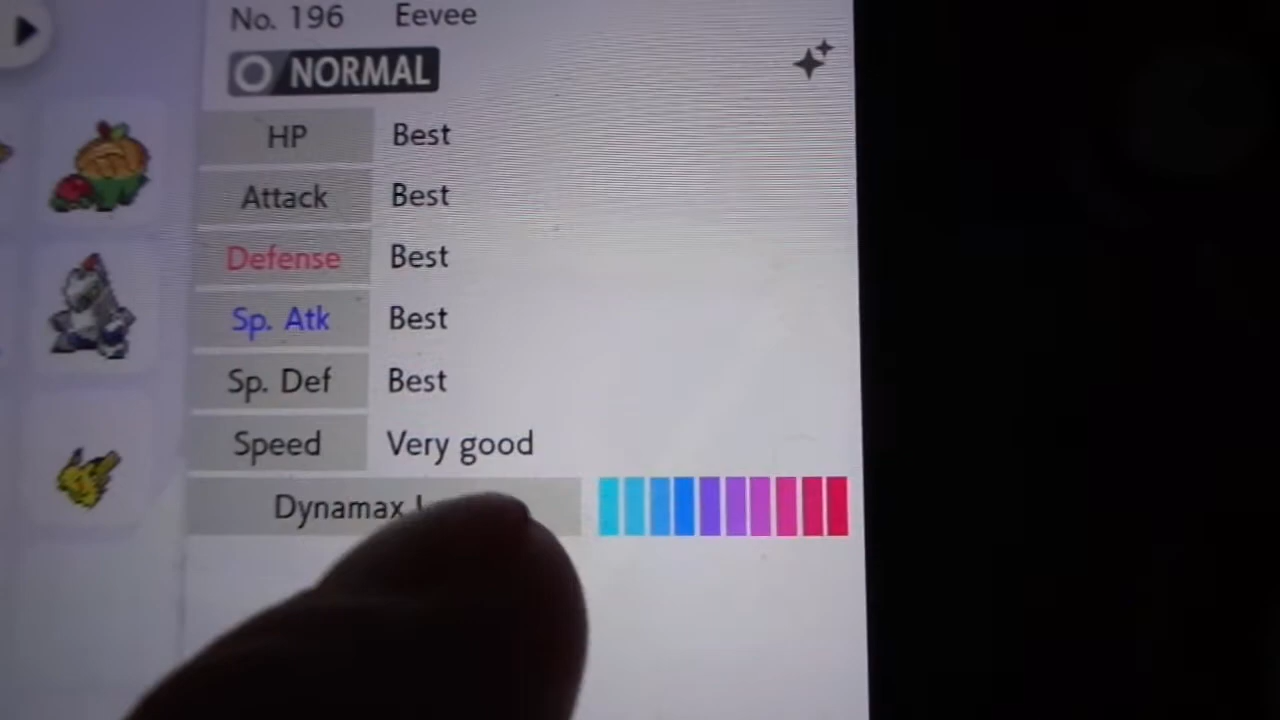 No. 196 Eevee
NORMAL
HP Best
Attack Best
Defense Best
Sp. Atk Best
Sp. Def Best
Speed Very good
Dynamax